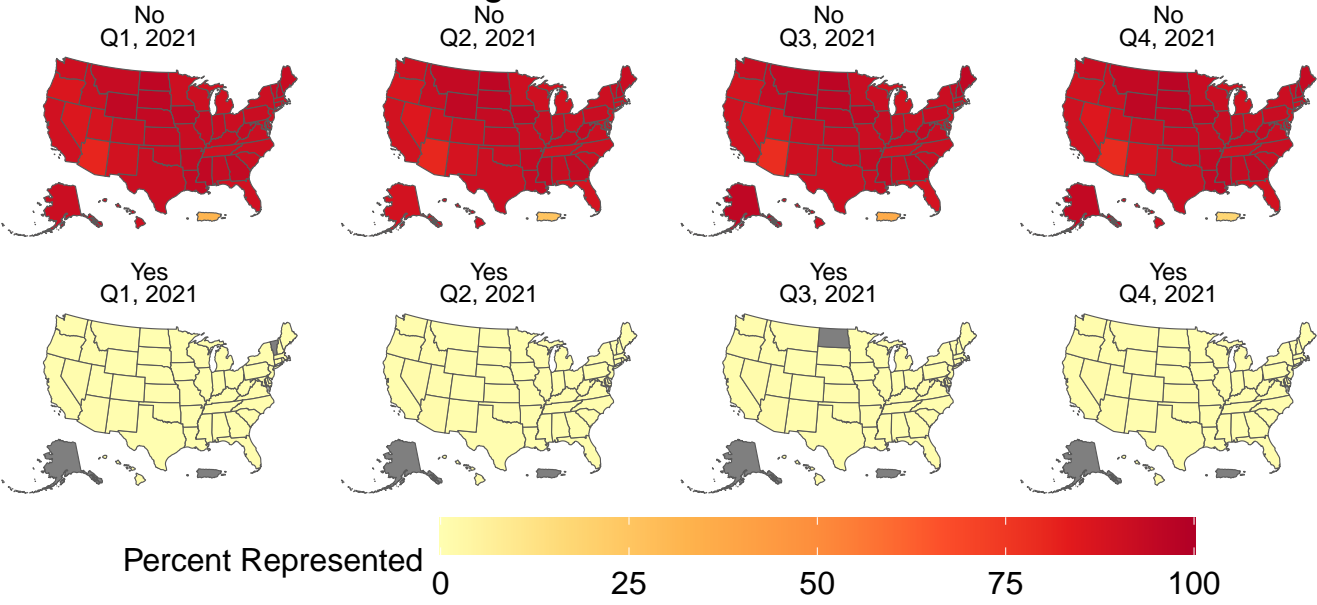 No
Q1, 2021
No
Q2, 2021
No
Q3, 2021
No
Q4, 2021
Yes
Q1, 2021
Yes
Q2, 2021
Yes
Q3, 2021
Yes
Q4, 2021
Percent Represented
0 25 50 75 100